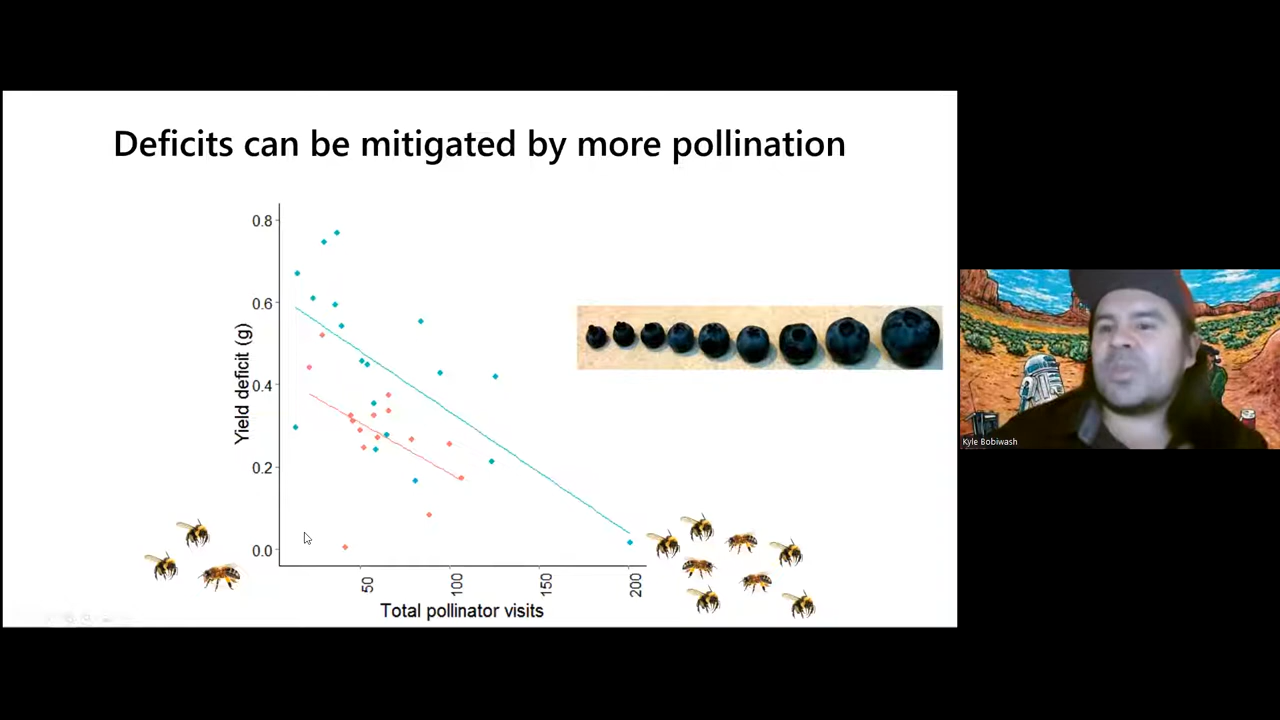 Deficits can be mitigated by more pollination
0.8
0.6
0.4
0.2
0.0
Yield deficit (g)
50
100
150
200
Total pollinator visits
Kyle Bobiwash